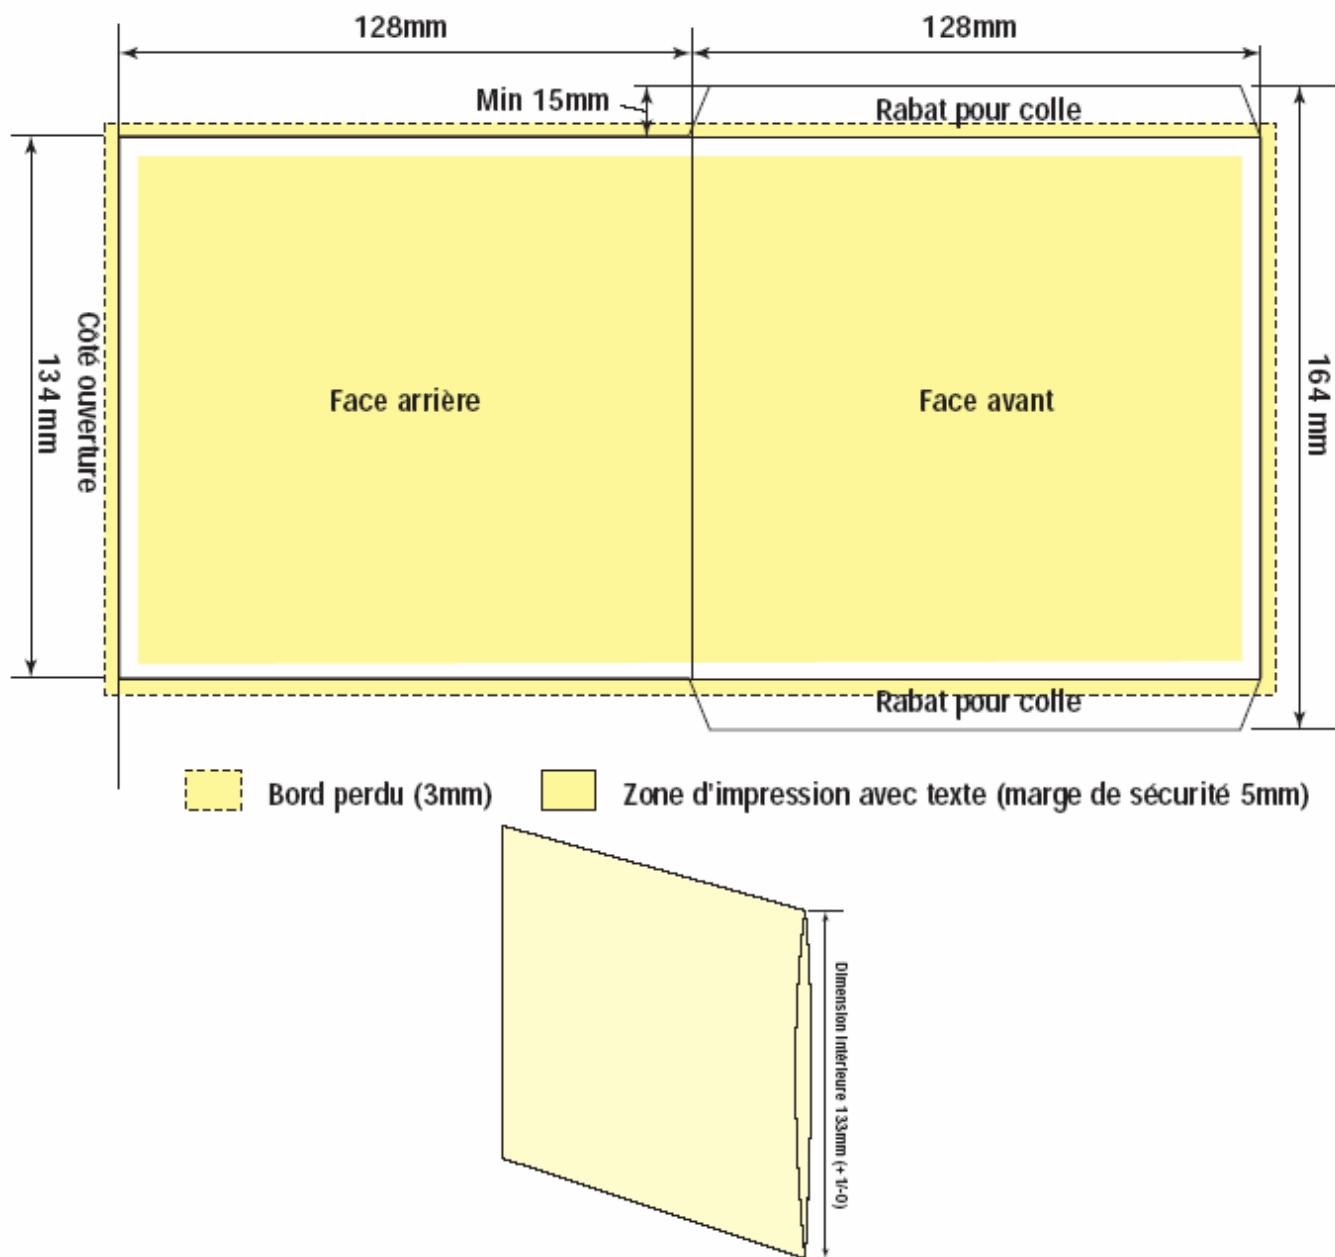 128mm
128mm
Min 15mm
Rabat pour colle
Côté ouverture
134 mm
Face arrière
Face avant
164 mm
Rabat pour colle
Bord perdu (3mm)
Zone d'impression avec texte (marge de sécurité 5mm)
Dimension intérieure 133mm (+1/-0)